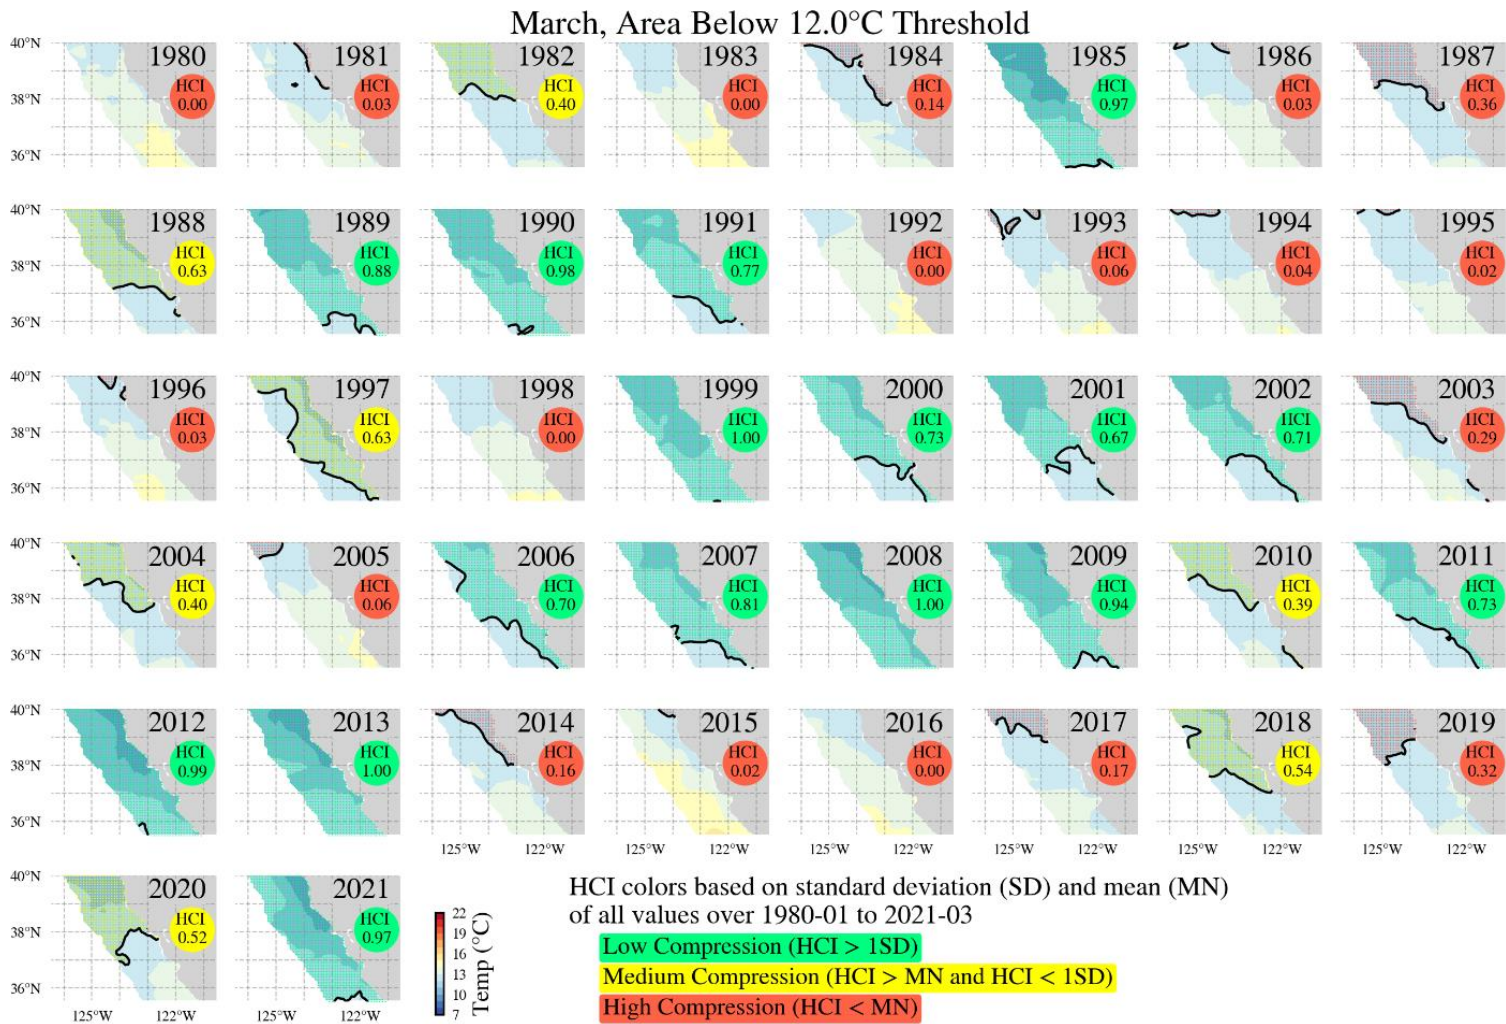 March, Area Below 12.0°C Threshold
40°N 1980 1981 1982 1983 1984 1985 1986 1987
HCI HCI HCI HCI HCI HCI HCI HCI
38°N 0.00 0.03 0.40 0.00 0.14 0.97 0.03 0.36
36°N
40°N 1988 1989 1990 1991 1992 1993 1994 1995
HCI HCI HCI HCI HCI HCI HCI HCI
38°N 0.63 0.88 0.98 0.77 0.00 0.06 0.04 0.02
36°N
40°N 1996 1997 1998 1999 2000 2001 2002 2003
HCI HCI HCI HCI HCI HCI HCI HCI
38°N 0.03 0.63 0.00 1.00 0.73 0.67 0.71 0.29
36°N
40°N 2004 2005 2006 2007 2008 2009 2010 2011
HCI HCI HCI HCI HCI HCI HCI HCI
38°N 0.40 0.06 0.70 0.81 1.00 0.94 0.39 0.73
36°N
40°N 2012 2013 2014 2015 2016 2017 2018 2019
HCI HCI HCI HCI HCI HCI HCI HCI
38°N 0.99 1.00 0.16 0.02 0.00 0.17 0.54 0.32
36°N
125°W 122°W 125°W 122°W 125°W 122°W 125°W 122°W 125°W 122°W 125°W 122°W
40°N 2020 2021
HCI HCI
38°N 0.52 0.97
36°N
125°W 122°W 125°W 122°W
22
19
16
13
10
7
Temp (°C)
HCI colors based on standard deviation (SD) and mean (MN)
of all values over 1980-01 to 2021-03
Low Compression (HCI > 1SD)
Medium Compression (HCI > MN and HCI < 1SD)
High Compression (HCI < MN)